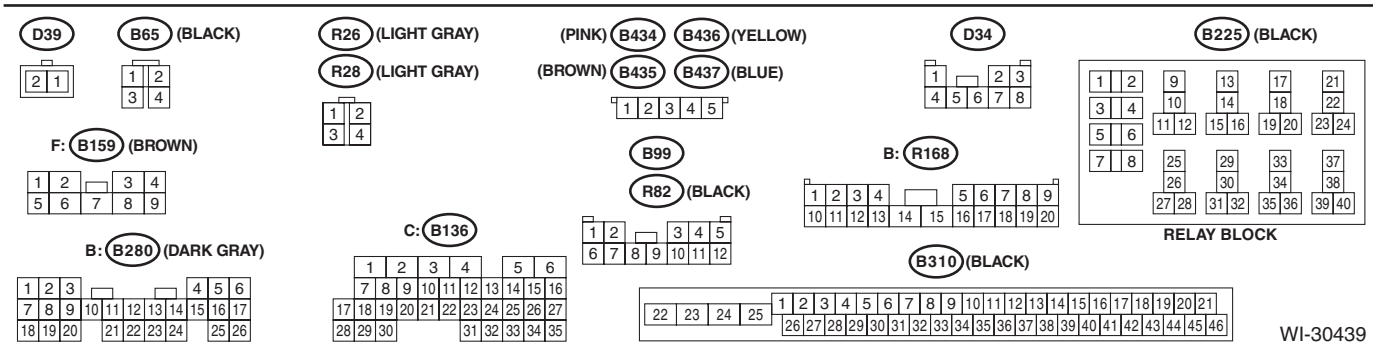 D39
2 1
B65 (BLACK)
1 2
3 4
R26 (LIGHT GRAY)
R28 (LIGHT GRAY)
1 2
3 4
(PINK) B434 B436 (YELLOW)
(BROWN) B435 B437 (BLUE)
1 2 3 4 5
D34
1 2 3
4 5 6 7 8
B225 (BLACK)
1 2 9 13 17 21
3 4 10 14 18 22
11 12 15 16 19 20 23 24
5 6
7 8 25 29 33 37
26 30 34 38
27 28 31 32 35 36 39 40
RELAY BLOCK
F: B159 (BROWN)
1 2 3 4
5 6 7 8 9
B99
R82 (BLACK)
1 2 3 4 5
6 7 8 9 10 11 12
B: R168
1 2 3 4 5 6 7 8 9
10 11 12 13 14 15 16 17 18 19 20
B: B280 (DARK GRAY)
1 2 3 4 5 6
7 8 9 10 11 12 13 14 15 16 17
18 19 20 21 22 23 24 25 26
C: B136
1 2 3 4 5 6
7 8 9 10 11 12 13 14 15 16
17 18 19 20 21 22 23 24 25 26 27
28 29 30 31 32 33 34 35
B310 (BLACK)
22 23 24 25
1 2 3 4 5 6 7 8 9 10 11 12 13 14 15 16 17 18 19 20 21
26 27 28 29 30 31 32 33 34 35 36 37 38 39 40 41 42 43 44 45 46
WI-30439